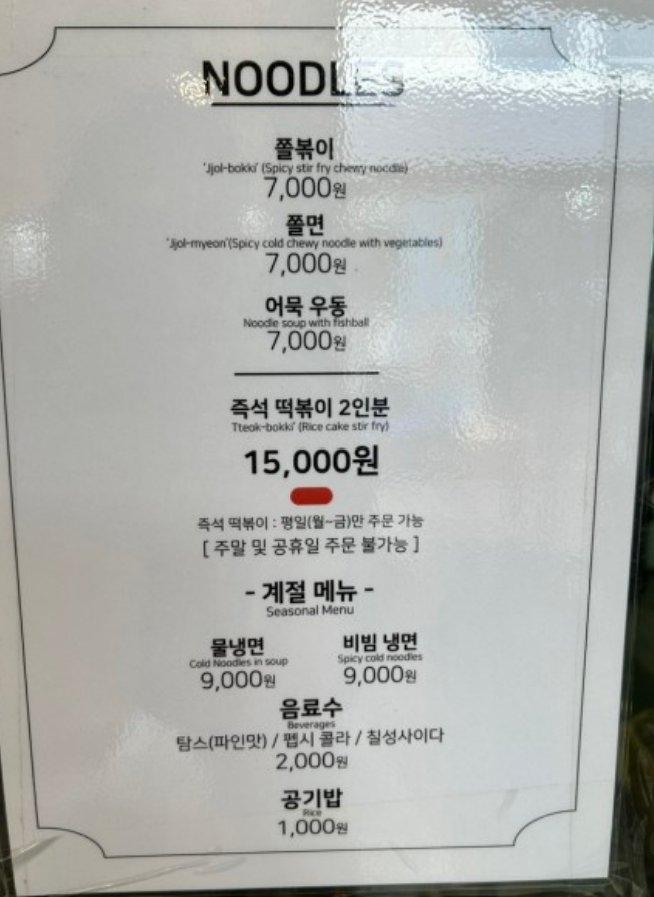 NOODLES
쫄볶이
'Jjol-bokki' (Spicy stir fry chewy noodle)
7,000원
쫄면
'Jjol-myeon'(Spicy cold chewy noodle with vegetables)
7,000원
어묵 우동
Noodle soup with fishball
7,000원
즉석 떡볶이 2인분
Tteok-bokki' (Rice cake stir fry)
15,000원
즉석 떡볶이 : 평일(월~금)만 주문 가능
[ 주말 및 공휴일 주문 불가능 ]
- 계절 메뉴 -
Seasonal Menu
물냉면 비빔 냉면
Cold Noodles in soup Spicy cold noodles
9,000원 9,000원
음료수
Beverages
탐스(파인맛) / 펩시 콜라 / 칠성사이다
2,000원
공기밥
Rice
1,000원